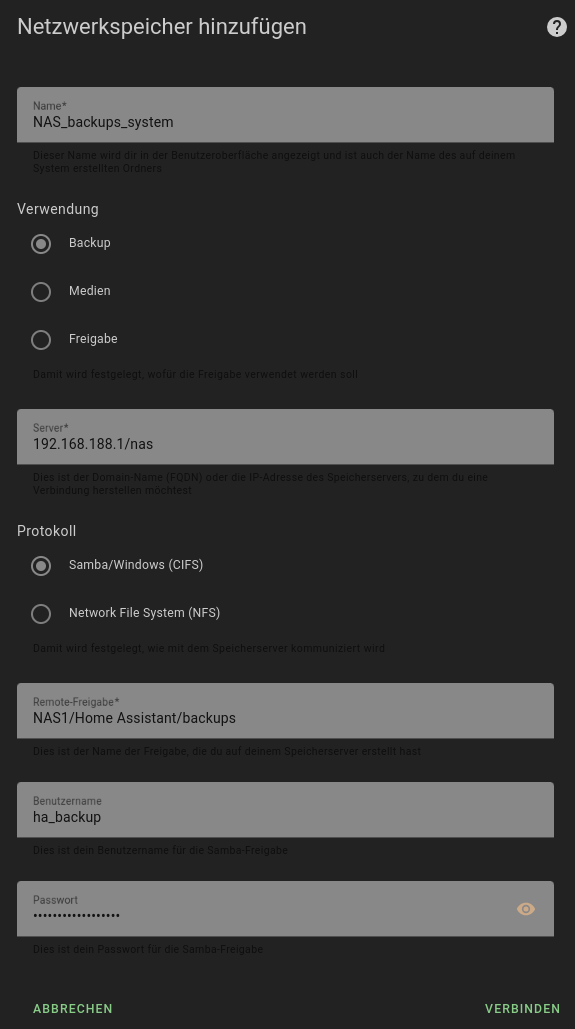 Netzwerkspeicher hinzufügen
Name*
NAS_backups_system
Dieser Name wird dir in der Benutzeroberfläche angezeigt und ist auch der Name des auf deinem
System erstellten Ordners
Verwendung
Backup
Medien
Freigabe
Damit wird festgelegt, wofür die Freigabe verwendet werden soll
Server*
192.168.188.1/nas
Dies ist der Domain-Name (FQDN) oder die IP-Adresse des Speicherservers, zu dem du eine
Verbindung herstellen möchtest
Protokoll
Samba/Windows (CIFS)
Network File System (NFS)
Damit wird festgelegt, wie mit dem Speicherserver kommuniziert wird
Remote-Freigabe*
NAS1/Home Assistant/backups
Dies ist der Name der Freigabe, die du auf deinem Speicherserver erstellt hast
Benutzername
ha_backup
Dies ist dein Benutzername für die Samba-Freigabe
Passwort
••••••••••••••••••
Dies ist dein Passwort für die Samba-Freigabe
ABBRECHEN
VERBINDEN